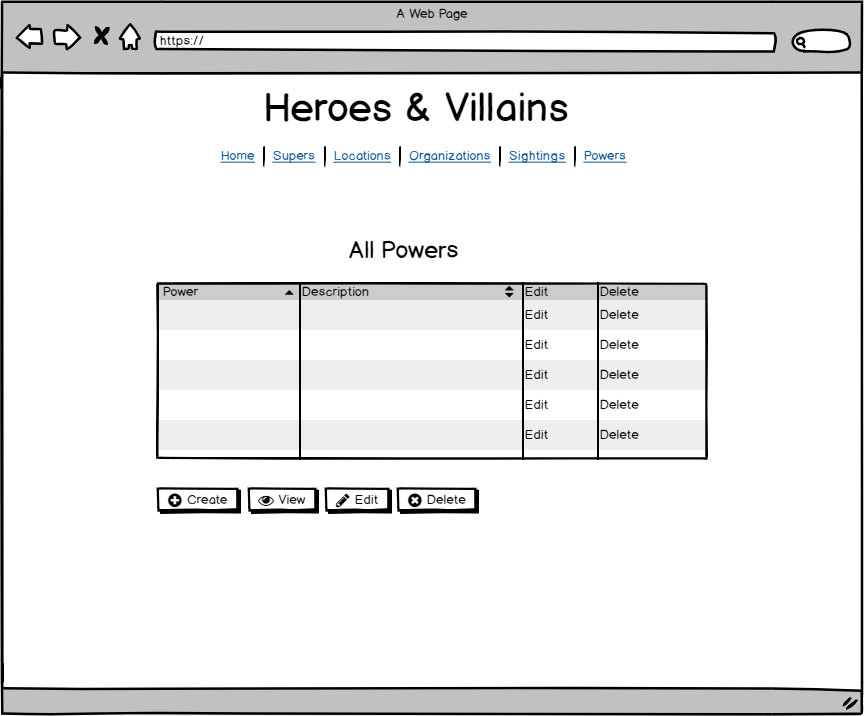 A Web Page
https://
Heroes & Villains
Home Supers Locations Organizations Sightings Powers
All Powers
Power Description Edit Delete
Edit Delete
Edit Delete
Edit Delete
Edit Delete
Edit Delete
Create View Edit Delete